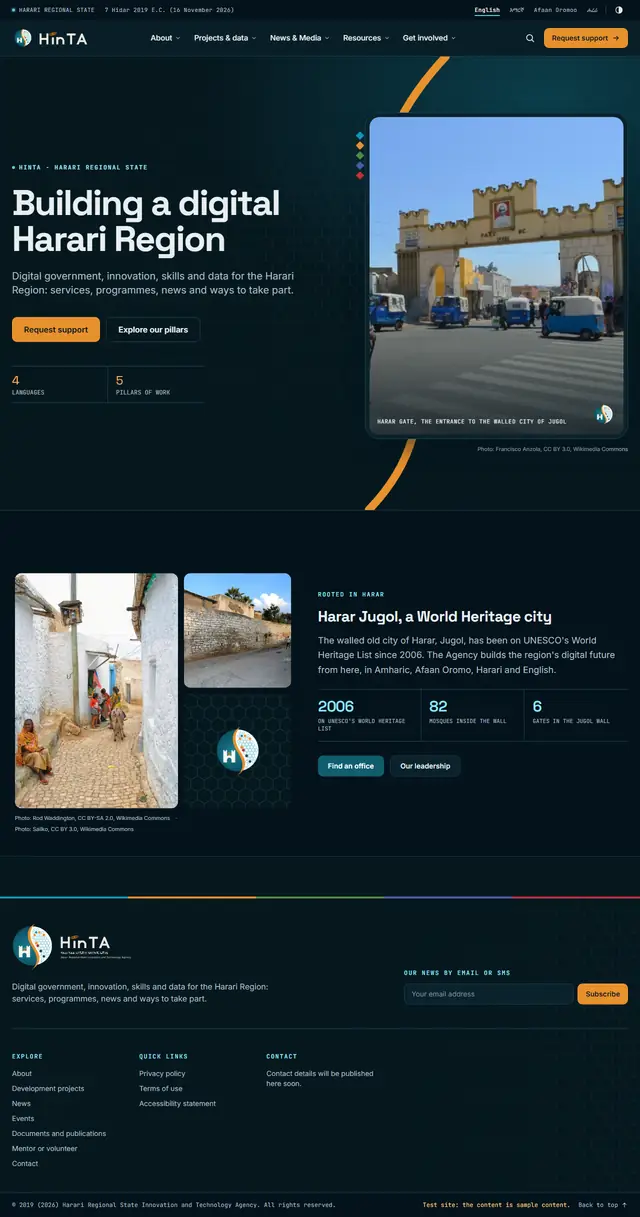 HARARI REGIONAL STATE 7 Hidar 2019 E.C. (16 November 2026) English አማርኛ Afaan Oromoo
HinTA About Projects & data News & Media Resources Get involved Request support →
HINTA - HARARI REGIONAL STATE
Building a digital
Harari Region
Digital government, innovation, skills and data for the Harari
Region: services, programmes, news and ways to take part.
Request support Explore our pillars
4 5
LANGUAGES PILLARS OF WORK
HARAR GATE, THE ENTRANCE TO THE WALLED CITY OF JUGOL
Photo: Francisco Anzola, CC BY 3.0, Wikimedia Commons
ROOTED IN HARAR
Harar Jugol, a World Heritage city
The walled old city of Harar, Jugol, has been on UNESCO's World
Heritage List since 2006. The Agency builds the region's digital future
from here, in Amharic, Afaan Oromo, Harari and English.
2006 82 6
ON UNESCO'S WORLD HERITAGE LIST MOSQUES INSIDE THE WALL GATES IN THE JUGOL WALL
Find an office Our leadership
H
Photo: Rod Waddington, CC BY-SA 2.0, Wikimedia Commons ·
Photo: Sailko, CC BY 3.0, Wikimedia Commons
H HinTA
Digital government, innovation, skills and data for the Harari Region:
services, programmes, news and ways to take part.
OUR NEWS BY EMAIL OR SMS
Your email address Subscribe
EXPLORE
About
Development projects
News
Events
Documents and publications
Mentor or volunteer
Contact
QUICK LINKS
Privacy policy
Terms of use
Accessibility statement
CONTACT
Contact details will be published
here soon.
© 2019 (2026) Harari Regional State Innovation and Technology Agency. All rights reserved. Test site: the content is sample content. Back to top ↑